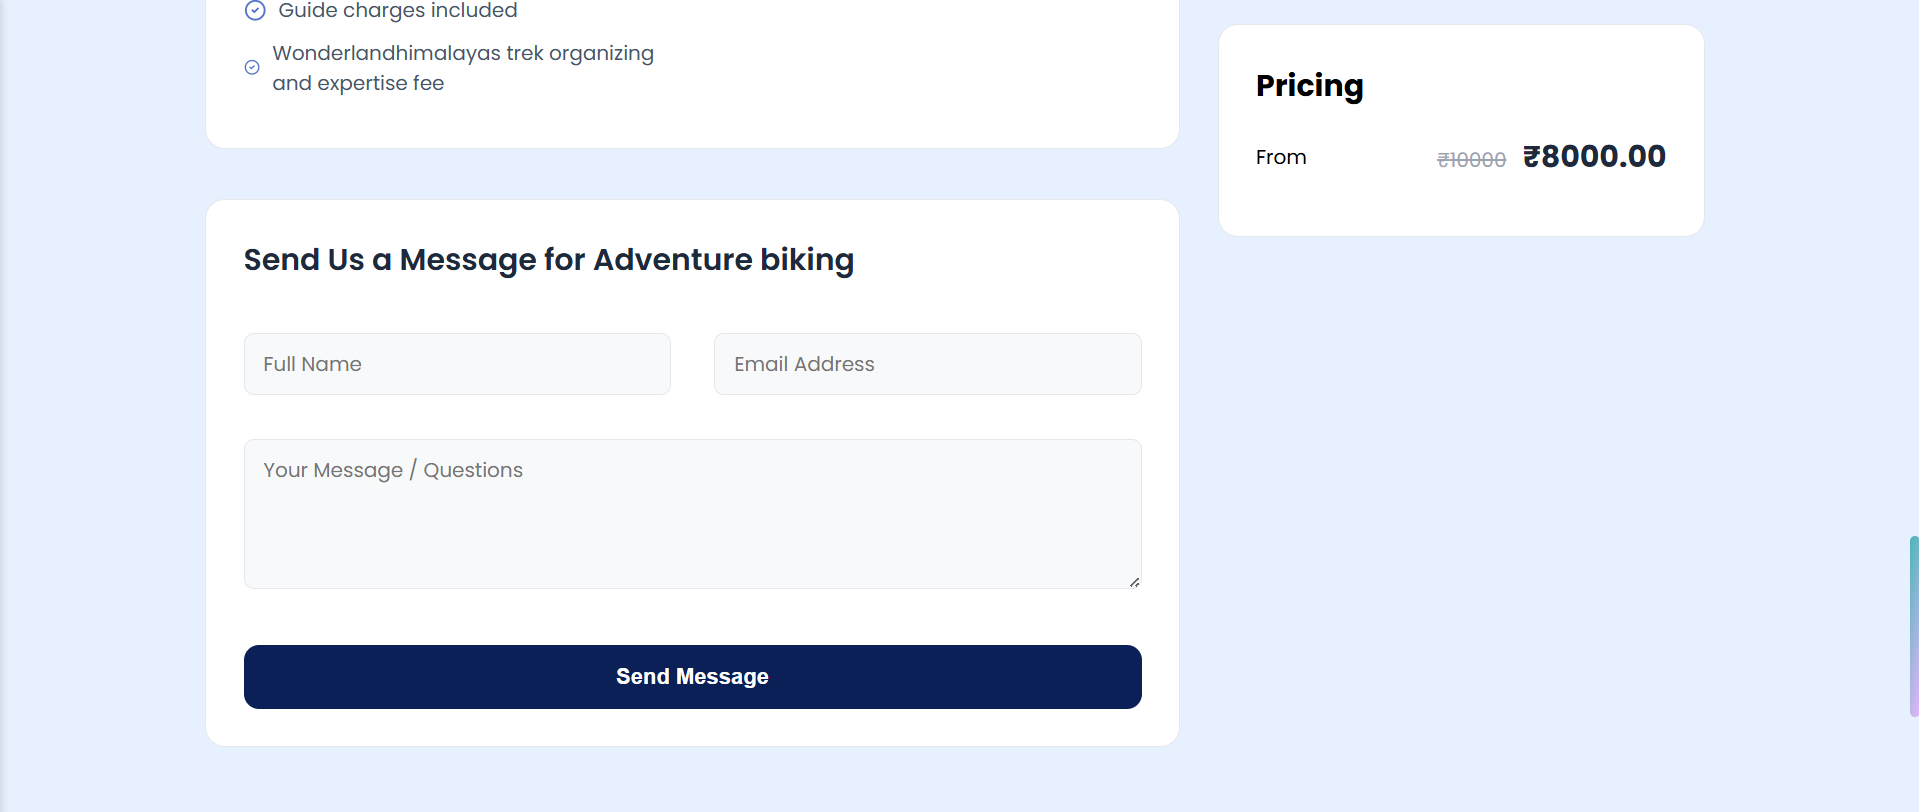 Guide charges included
Wonderlandhimalayas trek organizing
and expertise fee
Send Us a Message for Adventure biking
Full Name
Email Address
Your Message / Questions
Send Message
Pricing
From ₹10000 ₹8000.00